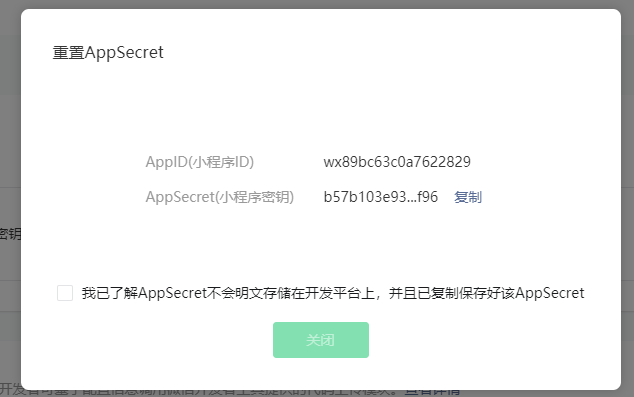 重置AppSecret
AppID(小程序ID) wx89bc63c0a7622829
AppSecret(小程序密钥) b57b103e93...f96 复制
密钥
我已了解AppSecret不会明文存储在开发平台上，并且已复制保存好该AppSecret
关闭